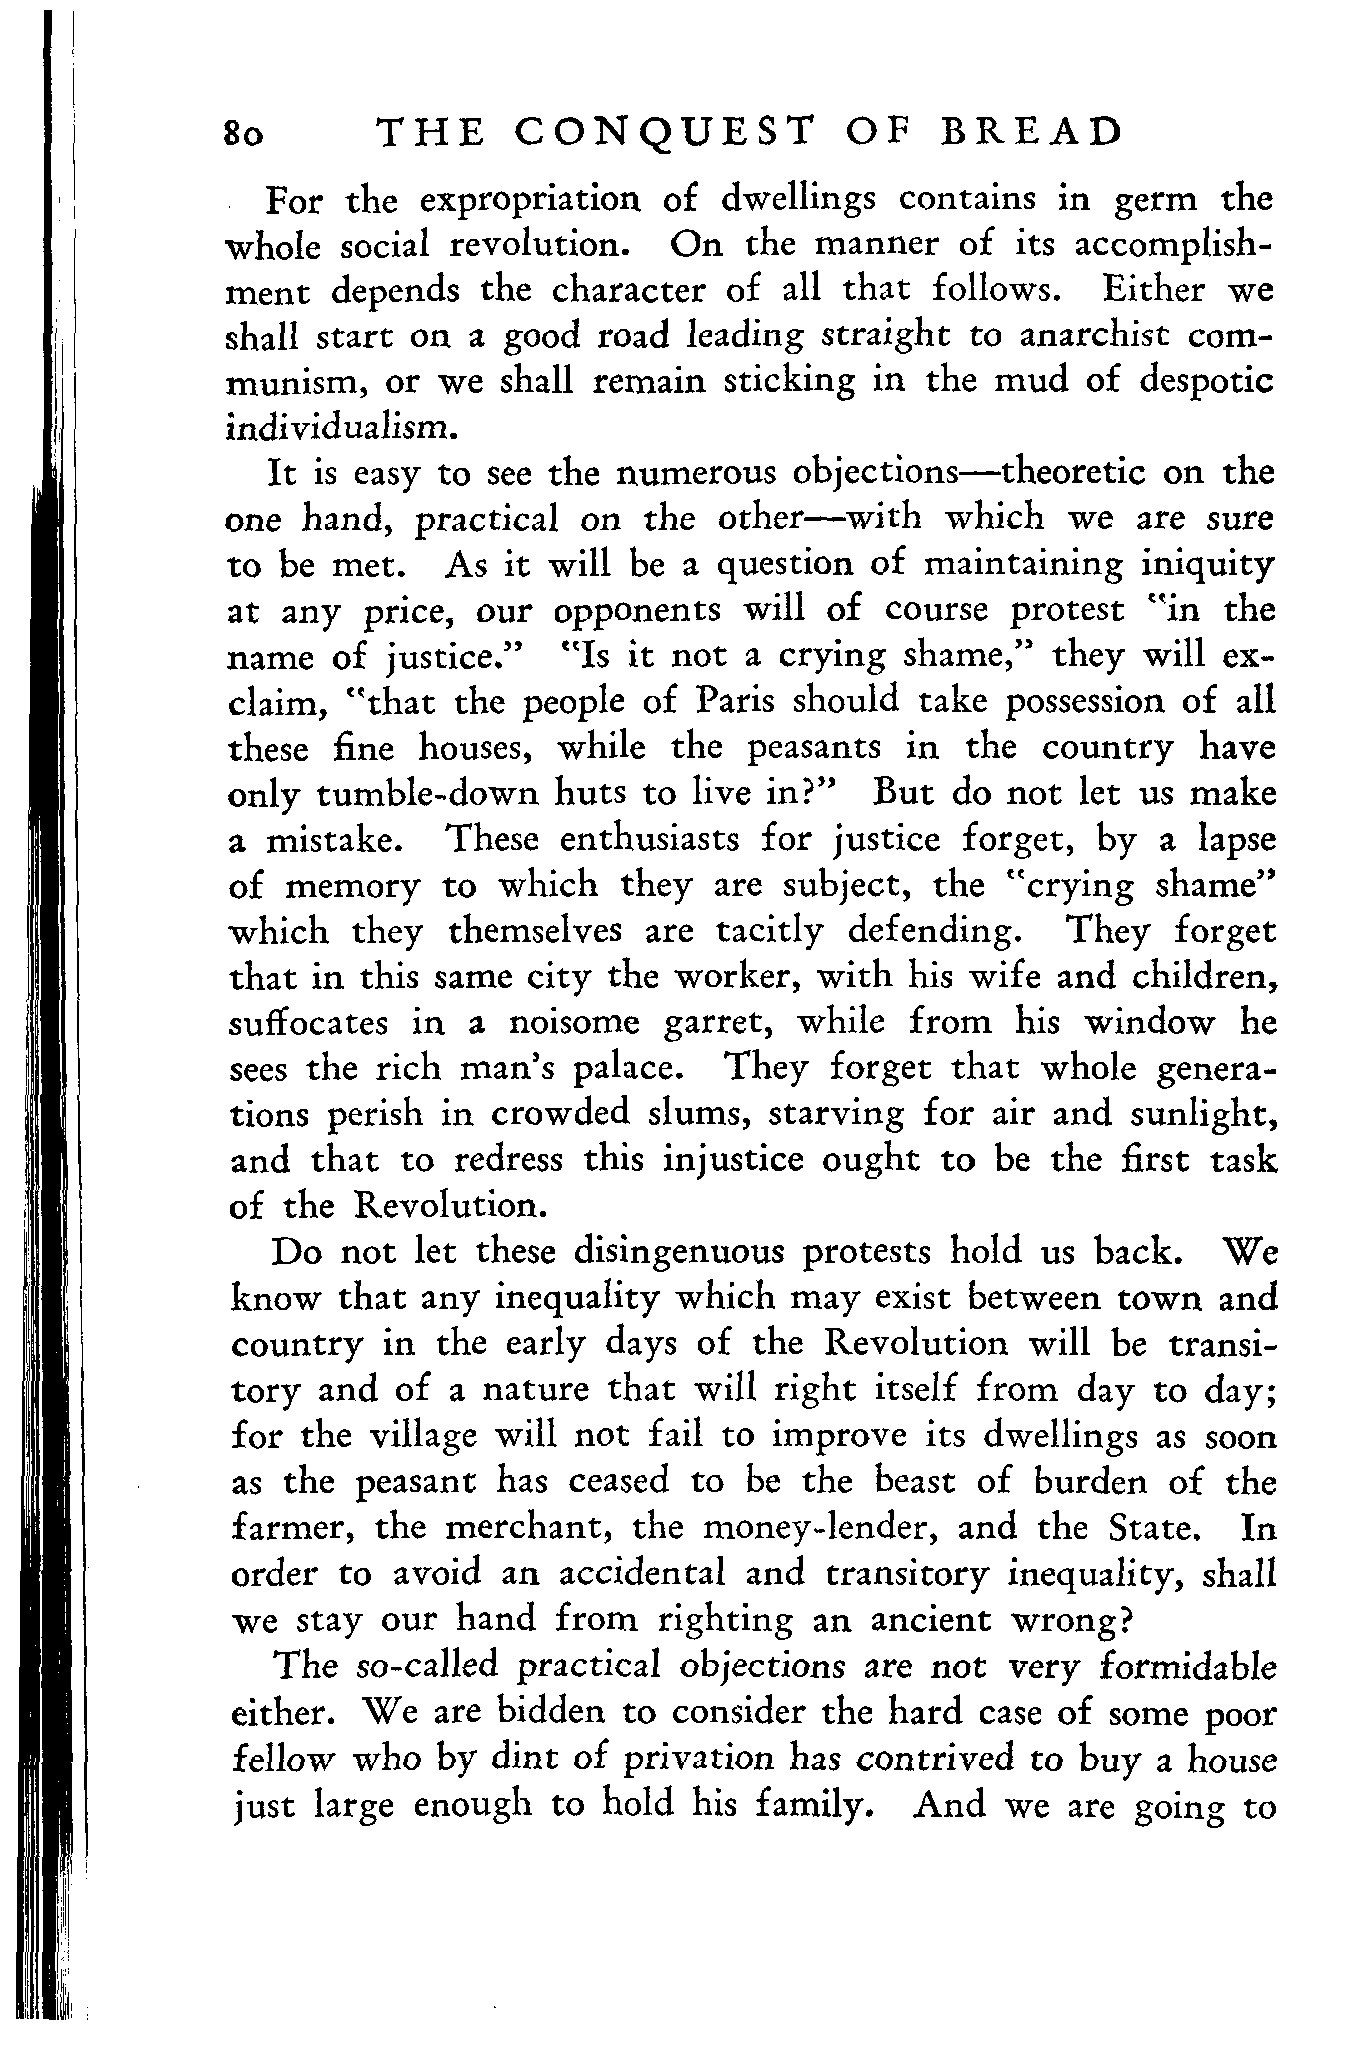 80 THE CONQUEST OF BREAD
For the expropriation of dwellings contains in germ the
whole social revolution. On the manner of its accomplish-
ment depends the character of all that follows. Either we
shall start on a good road leading straight to anarchist com-
munism, or we shall remain sticking in the mud of despotic
individualism.
It is easy to see the numerous objections—theoretic on the
one hand, practical on the other—with which we are sure
to be met. As it will be a question of maintaining iniquity
at any price, our opponents will of course protest "in the
name of justice." "Is it not a crying shame," they will ex-
claim, "that the people of Paris should take possession of all
these fine houses, while the peasants in the country have
only tumble-down huts to live in?" But do not let us make
a mistake. These enthusiasts for justice forget, by a lapse
of memory to which they are subject, the "crying shame"
which they themselves are tacitly defending. They forget
that in this same city the worker, with his wife and children,
suffocates in a noisome garret, while from his window he
sees the rich man's palace. They forget that whole genera-
tions perish in crowded slums, starving for air and sunlight,
and that to redress this injustice ought to be the first task
of the Revolution.
Do not let these disingenuous protests hold us back. We
know that any inequality which may exist between town and
country in the early days of the Revolution will be transi-
tory and of a nature that will right itself from day to day;
for the village will not fail to improve its dwellings as soon
as the peasant has ceased to be the beast of burden of the
farmer, the merchant, the money-lender, and the State. In
order to avoid an accidental and transitory inequality, shall
we stay our hand from righting an ancient wrong?
The so-called practical objections are not very formidable
either. We are bidden to consider the hard case of some poor
fellow who by dint of privation has contrived to buy a house
just large enough to hold his family. And we are going to